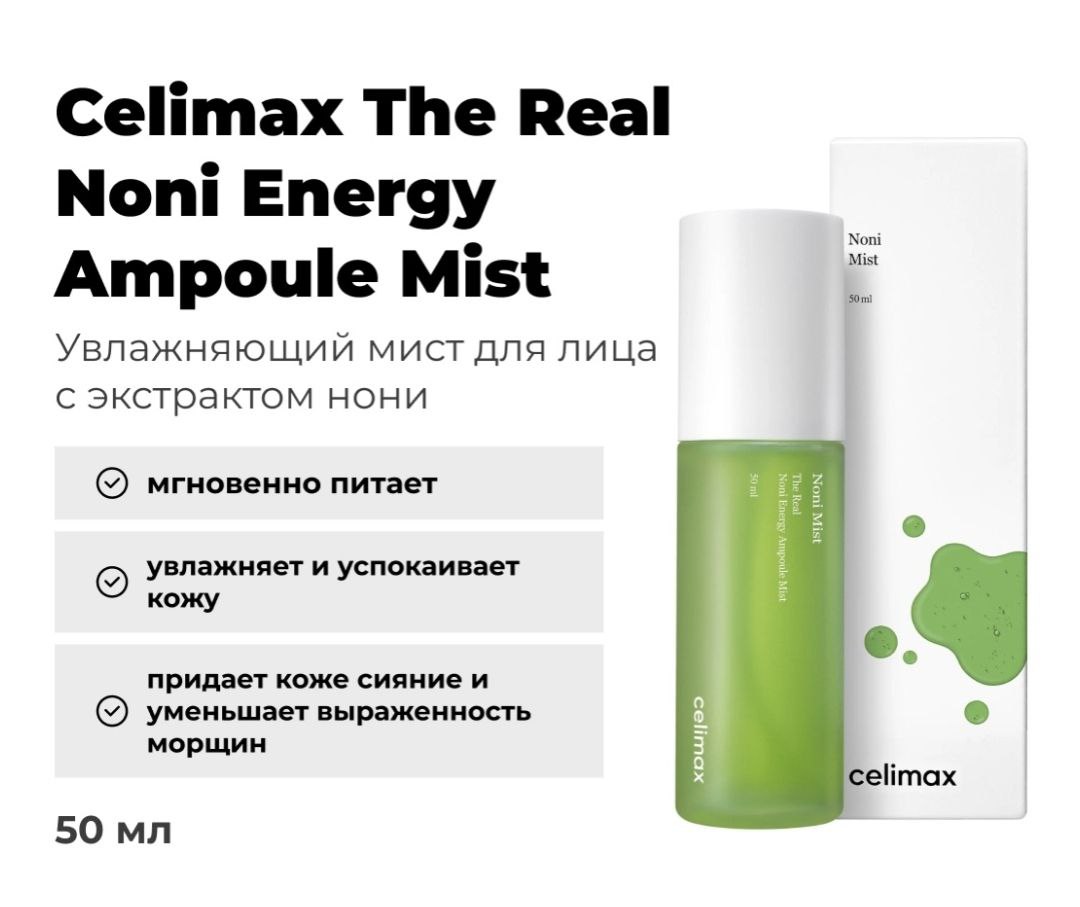 Celimax The Real
Noni Energy
Ampoule Mist
Увлажняющий мист для лица
с экстрактом нони
мгновенно питает
увлажняет и успокаивает
кожу
придает коже сияние и
уменьшает выраженность
морщин
50 мл
Noni Mist
The Real
Noni Energy Ampoule Mist
50 ml
celimax
Noni
Mist
50 ml
celimax